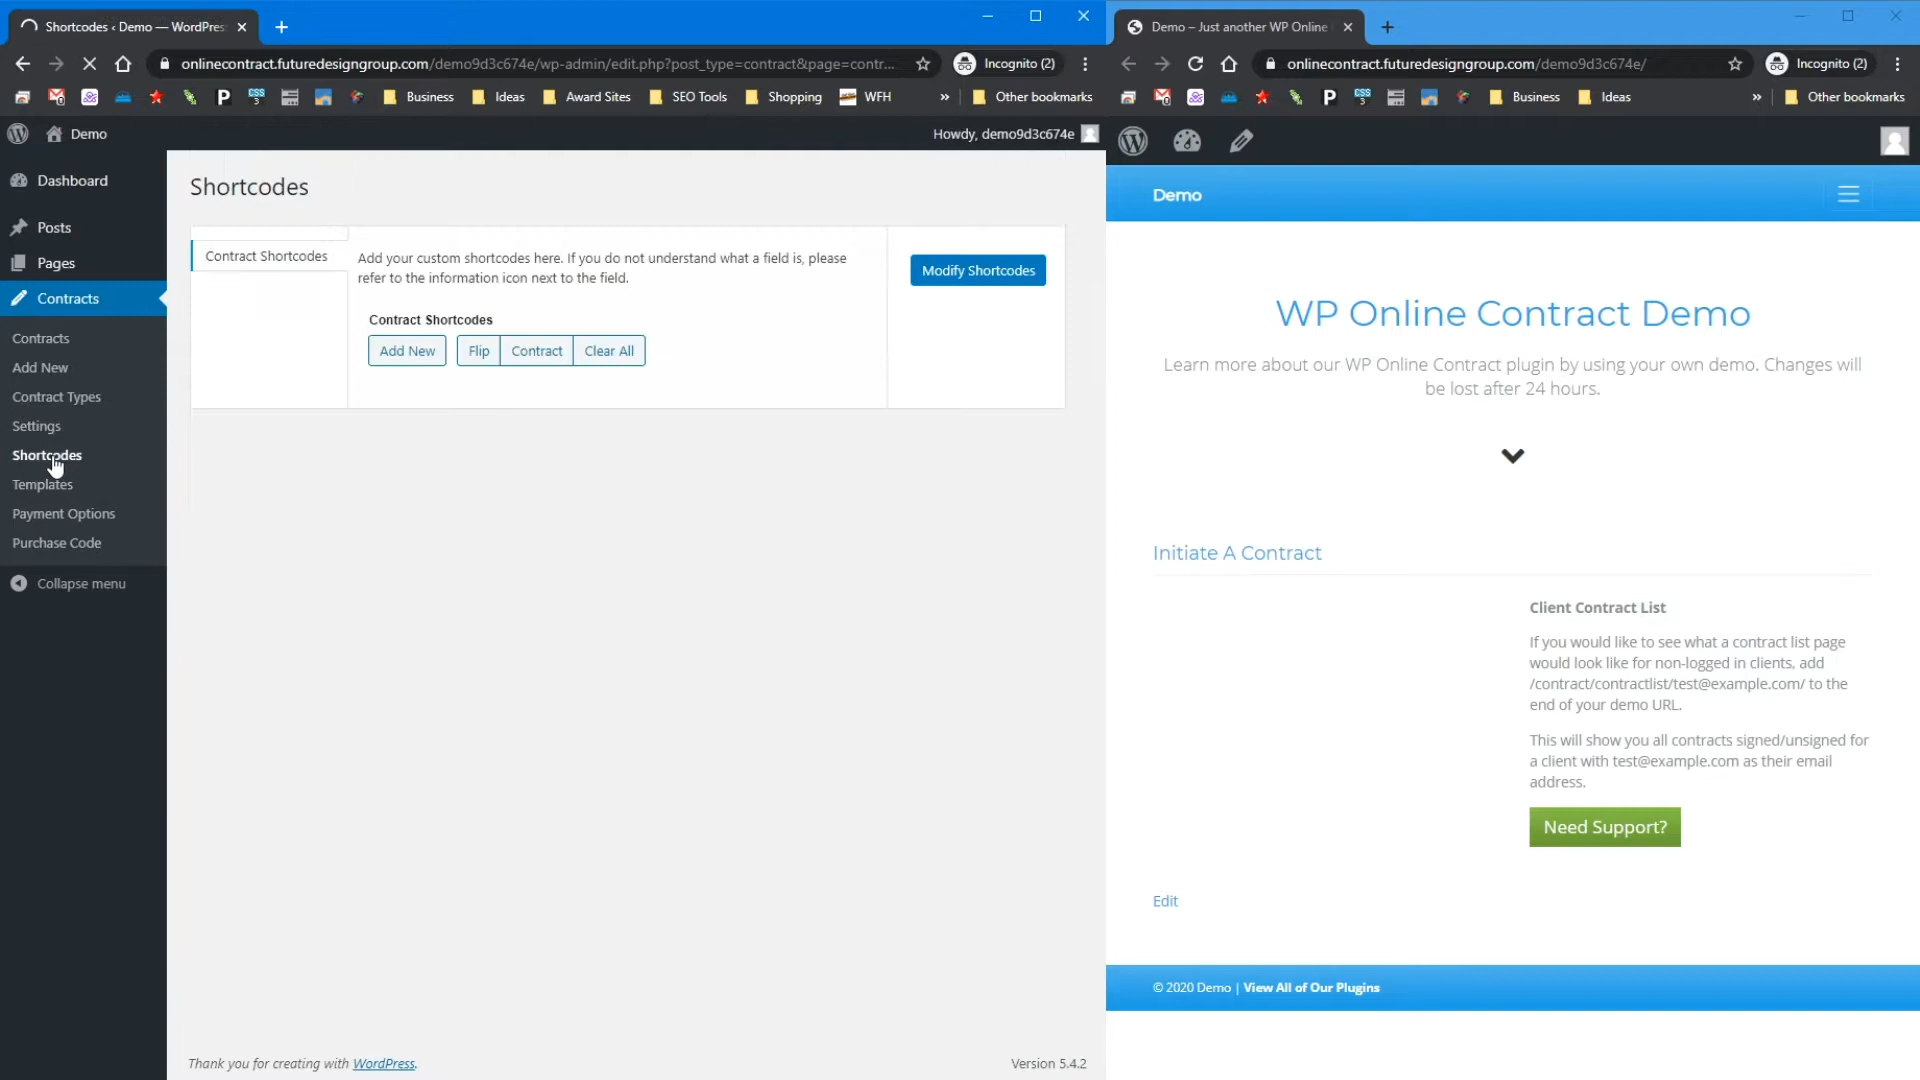 Shortcodes ‹ Demo — WordPres
onlinecontract.futuredesigngroup.com/demo9d3c674e/wp-admin/edit.php?post_type=contract&page=contr...
Incognito (2)
Business
Ideas
Award Sites
SEO Tools
Shopping
WFH
»
Other bookmarks
Demo
Howdy, demo9d3c674e
Dashboard
Posts
Pages
Contracts
Contracts
Add New
Contract Types
Settings
Shortcodes
Templates
Payment Options
Purchase Code
Collapse menu
Shortcodes
Contract Shortcodes
Add your custom shortcodes here. If you do not understand what a field is, please
refer to the information icon next to the field.
Contract Shortcodes
Add New
Flip
Contract
Clear All
Modify Shortcodes
Thank you for creating with WordPress.
Version 5.4.2
Demo – Just another WP Online
onlinecontract.futuredesigngroup.com/demo9d3c674e/
Incognito (2)
Business
Ideas
»
Other bookmarks
Demo
WP Online Contract Demo
Learn more about our WP Online Contract plugin by using your own demo. Changes will
be lost after 24 hours.
Initiate A Contract
Client Contract List
If you would like to see what a contract list page
would look like for non-logged in clients, add
/contract/contractlist/test@example.com/ to the
end of your demo URL.
This will show you all contracts signed/unsigned for
a client with test@example.com as their email
address.
Need Support?
Edit
© 2020 Demo | View All of Our Plugins